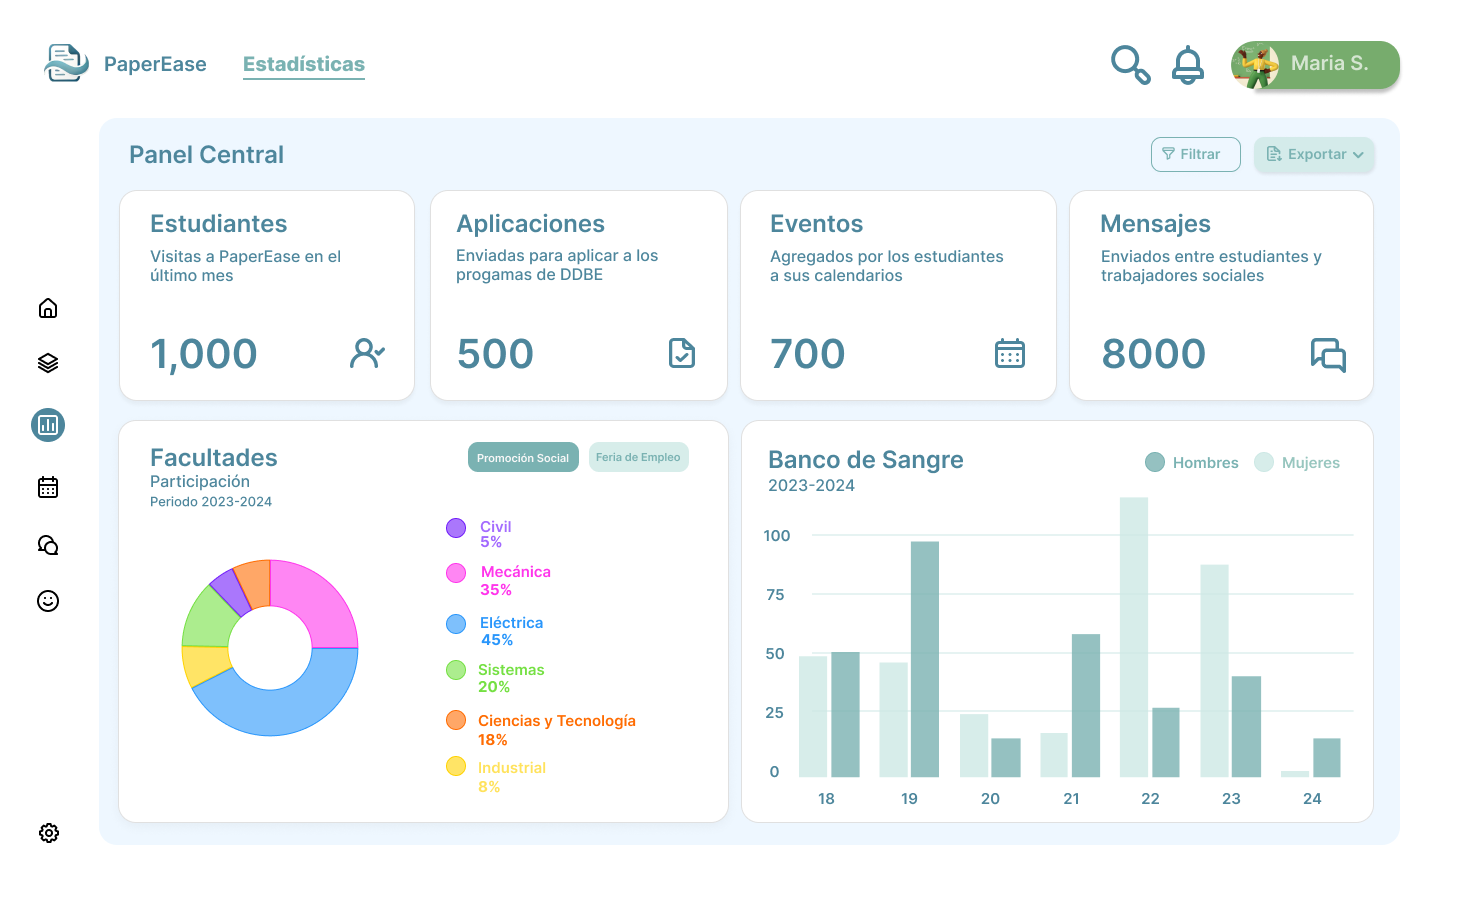 PaperEase
Estadísticas
Maria S.
Panel Central
Filtrar
Exportar
Estudiantes
Visitas a PaperEase en el
último mes
1,000
Aplicaciones
Enviadas para aplicar a los
progamas de DDBE
500
Eventos
Agregados por los estudiantes
a sus calendarios
700
Mensajes
Enviados entre estudiantes y
trabajadores sociales
8000
Facultades
Participación
Periodo 2023-2024
Promoción Social
Feria de Empleo
Civil
5%
Mecánica
35%
Eléctrica
45%
Sistemas
20%
Ciencias y Tecnología
18%
Industrial
8%
Banco de Sangre
2023-2024
Hombres
Mujeres
100
75
50
25
0
18 19 20 21 22 23 24